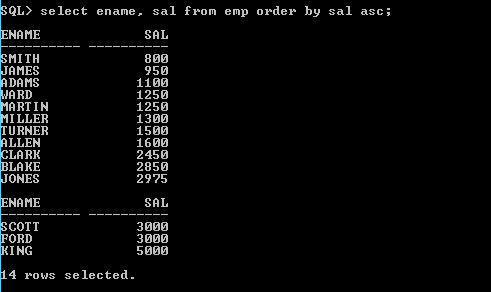 SQL> select ename, sal from emp order by sal asc;
ENAME             SAL
---------- ----------
SMITH             800
JAMES             950
ADAMS            1100
WARD             1250
MARTIN           1250
MILLER           1300
TURNER           1500
ALLEN            1600
CLARK            2450
BLAKE            2850
JONES            2975
ENAME             SAL
---------- ----------
SCOTT            3000
FORD             3000
KING             5000
14 rows selected.